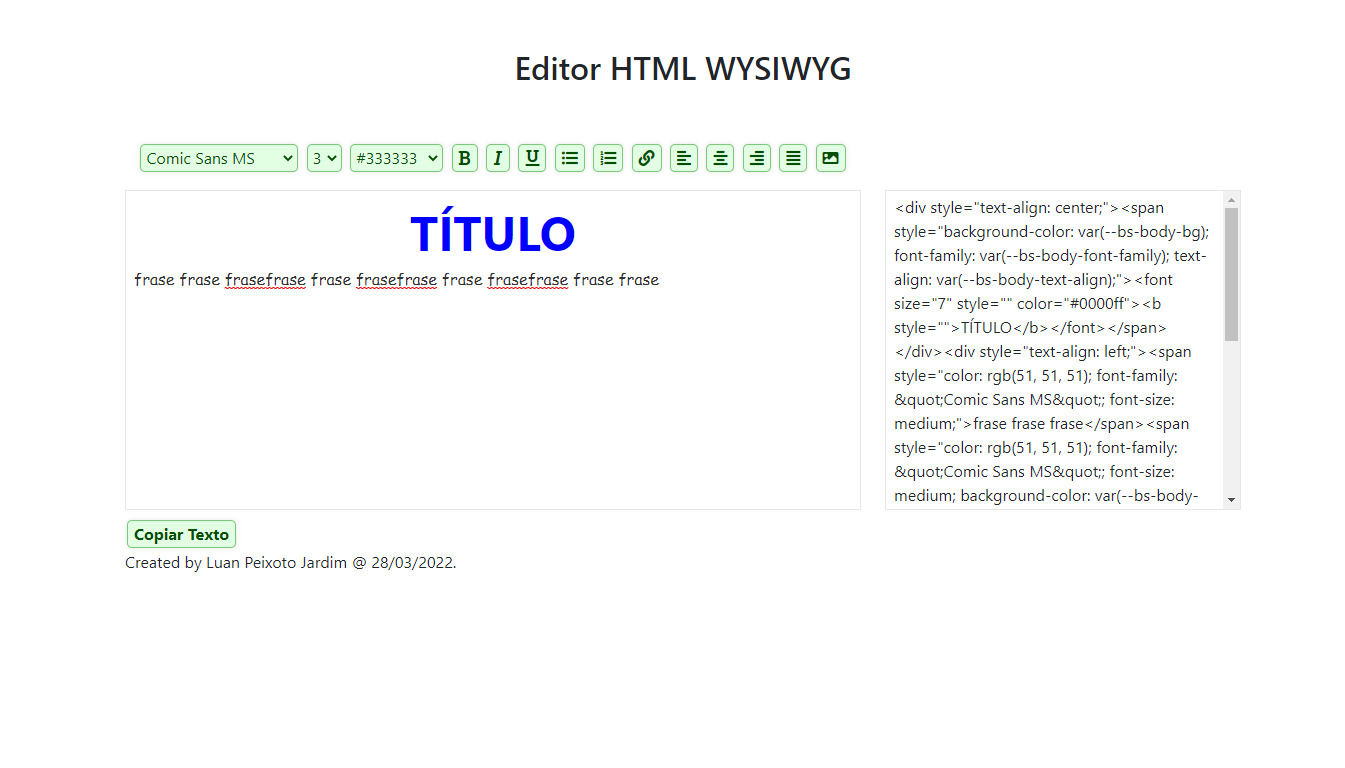 Editor HTML WYSIWYG
Comic Sans MS 3 #333333 B I U
TÍTULO
frase frase frasefrase frase frasefrase frase frasefrase frase frase
<div style="text-align: center;"><span
style="background-color: var(--bs-body-bg);
font-family: var(--bs-body-font-family); text-
align: var(--bs-body-text-align);"><font
size="7" style="" color="#0000ff"><b
style="">TÍTULO</b></font></span>
</div><div style="text-align: left;"><span
style="color: rgb(51, 51, 51); font-family:
&quot;Comic Sans MS&quot;; font-size:
medium;">frase frase frase</span><span
style="color: rgb(51, 51, 51); font-family:
&quot;Comic Sans MS&quot;; font-size:
medium; background-color: var(--bs-body-
Copiar Texto
Created by Luan Peixoto Jardim @ 28/03/2022.